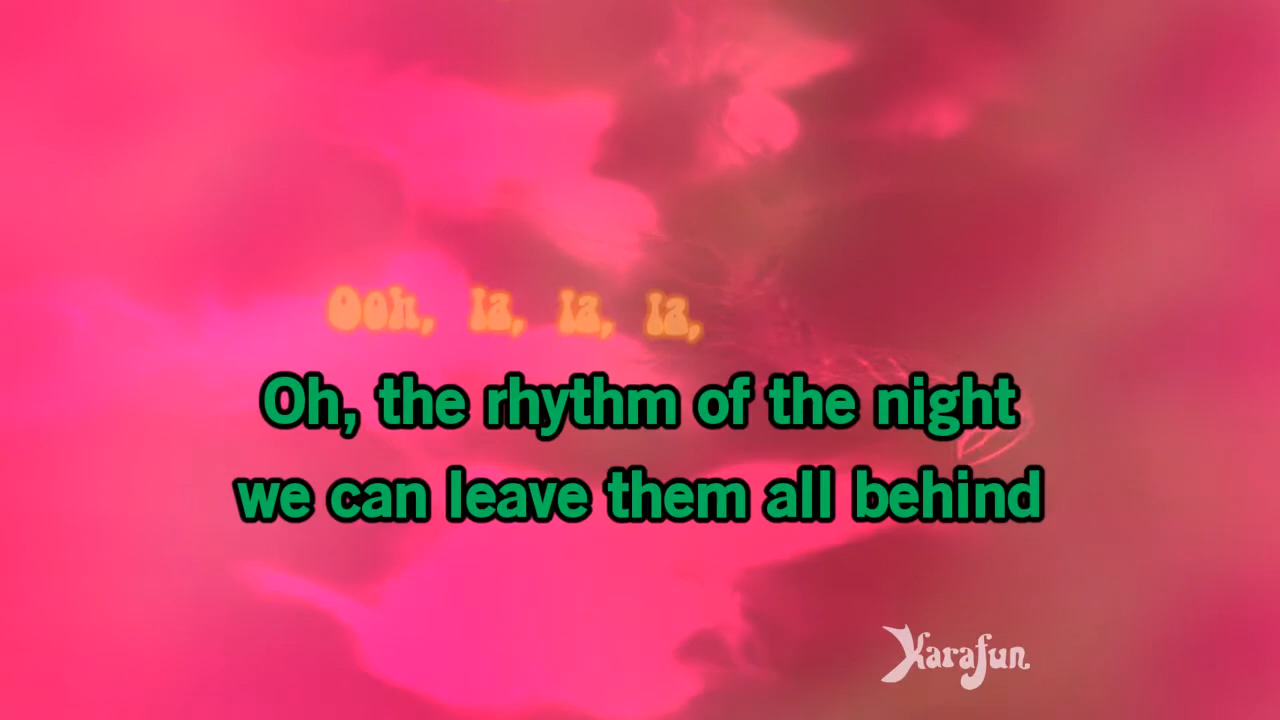 Ooh, la, la, la,
Oh, the rhythm of the night
we can leave them all behind
Karafun